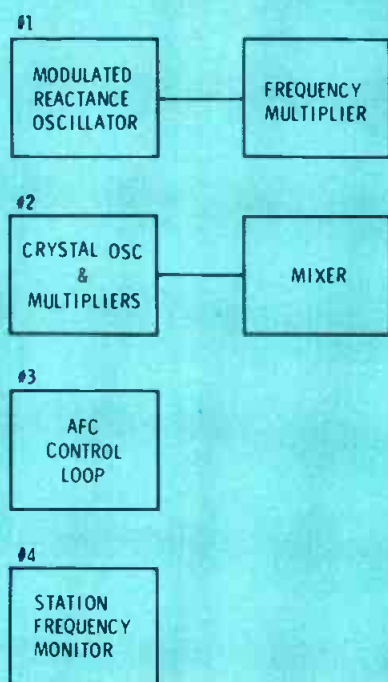 #1
MODULATED
REACTANCE
OSCILLATOR
FREQUENCY
MULTIPLIER
#2
CRYSTAL OSC
&
MULTIPLIERS
MIXER
#3
AFC
CONTROL
LOOP
#4
STATION
FREQUENCY
MONITOR